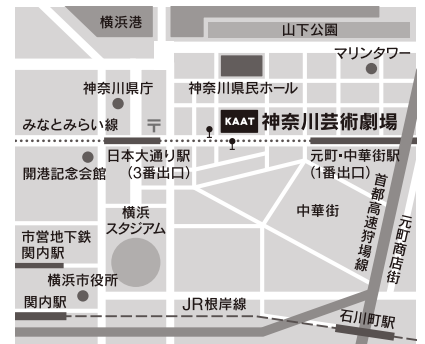 横浜港
山下公園
マリンタワー
神奈川県庁
神奈川県民ホール
みなとみらい線
〒
KAAT 神奈川芸術劇場
開港記念会館
日本大通り駅
（3番出口）
元町・中華街駅
（1番出口）
首都高速狩場線
元町商店街
中華街
横浜
スタジアム
市営地下鉄
関内駅
横浜市役所
関内駅
JR根岸線
石川町駅